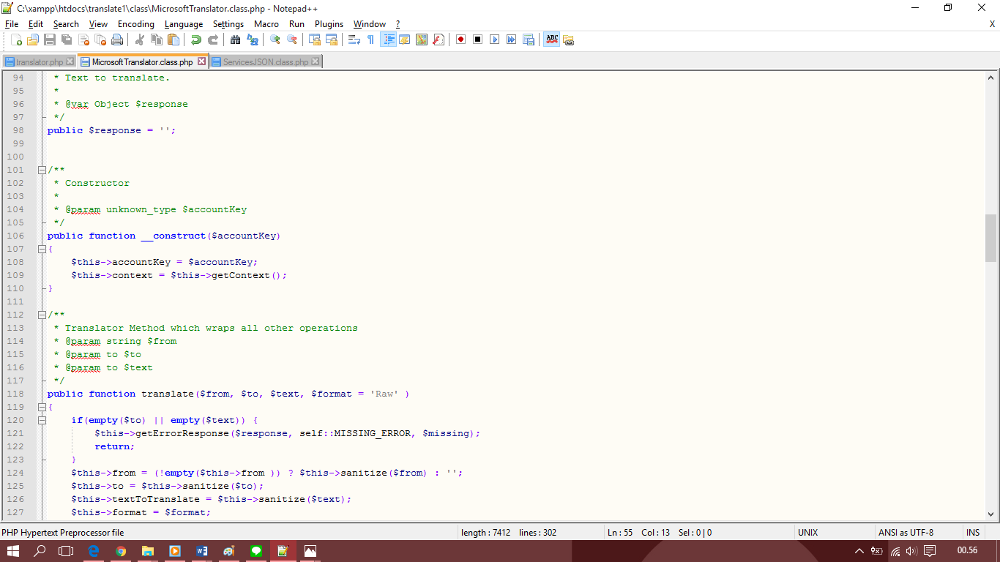 C:\xampp\htdocs\translate1\class\MicrosoftTranslator.class.php - Notepad++
File Edit Search View Encoding Language Settings Macro Run Plugins Window ? X
translator.php MicrosoftTranslator.class.php ServicesJSON.class.php
94 * Text to translate.
95 *
96 * @var Object $response
97 */
98 public $response = '';
99
100
101 /**
102 * Constructor
103 *
104 * @param unknown_type $accountKey
105 */
106 public function __construct($accountKey)
107 {
108 $this->accountKey = $accountKey;
109 $this->context = $this->getContext();
110 }
111
112 /**
113 * Translator Method which wraps all other operations
114 * @param string $from
115 * @param to $to
116 * @param to $text
117 */
118 public function translate($from, $to, $text, $format = 'Raw' )
119 {
120 if(empty($to) || empty($text)) {
121 $this->getErrorResponse($response, self::MISSING_ERROR, $missing);
122 return;
123 }
124 $this->from = (!empty($this->from )) ? $this->sanitize($from) : '';
125 $this->to = $this->sanitize($to);
126 $this->textToTranslate = $this->sanitize($text);
127 $this->format = $format;
PHP Hypertext Preprocessor file length : 7412 lines : 302 Ln : 55 Col : 13 Sel : 0 | 0 UNIX ANSI as UTF-8 INS
00.56